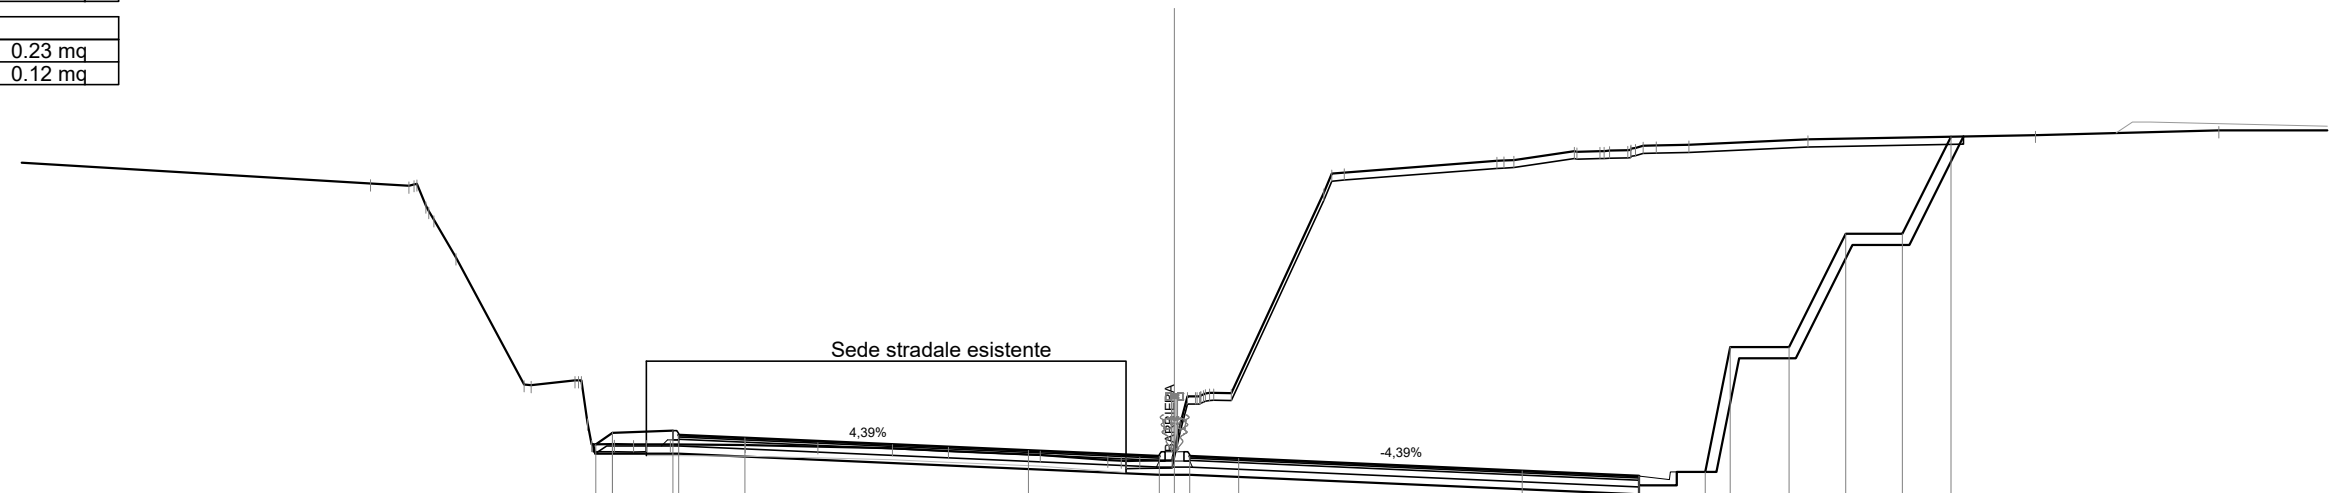 0.23 mq
0.12 mq
Sede stradale esistente
BARRIERA
4,39%
-4,39%